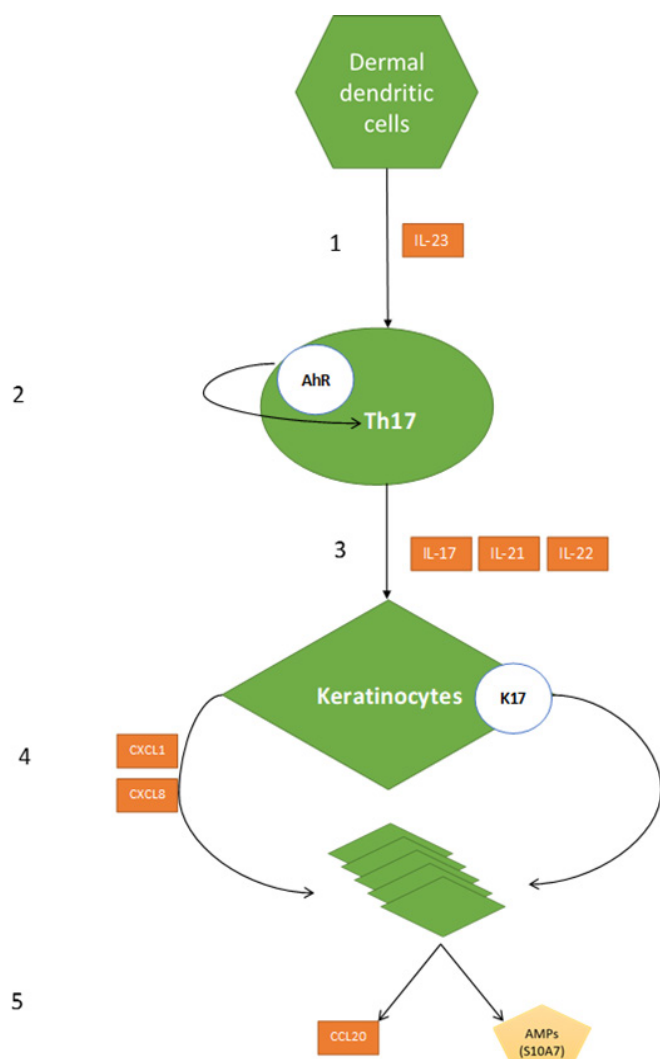 Dermal
dendritic
cells
1
IL-23
AhR
2
Th17
3
IL-17 IL-21 IL-22
Keratinocytes
K17
CXCL1
4
CXCL8
5
CCL20
AMPs
(S10A7)